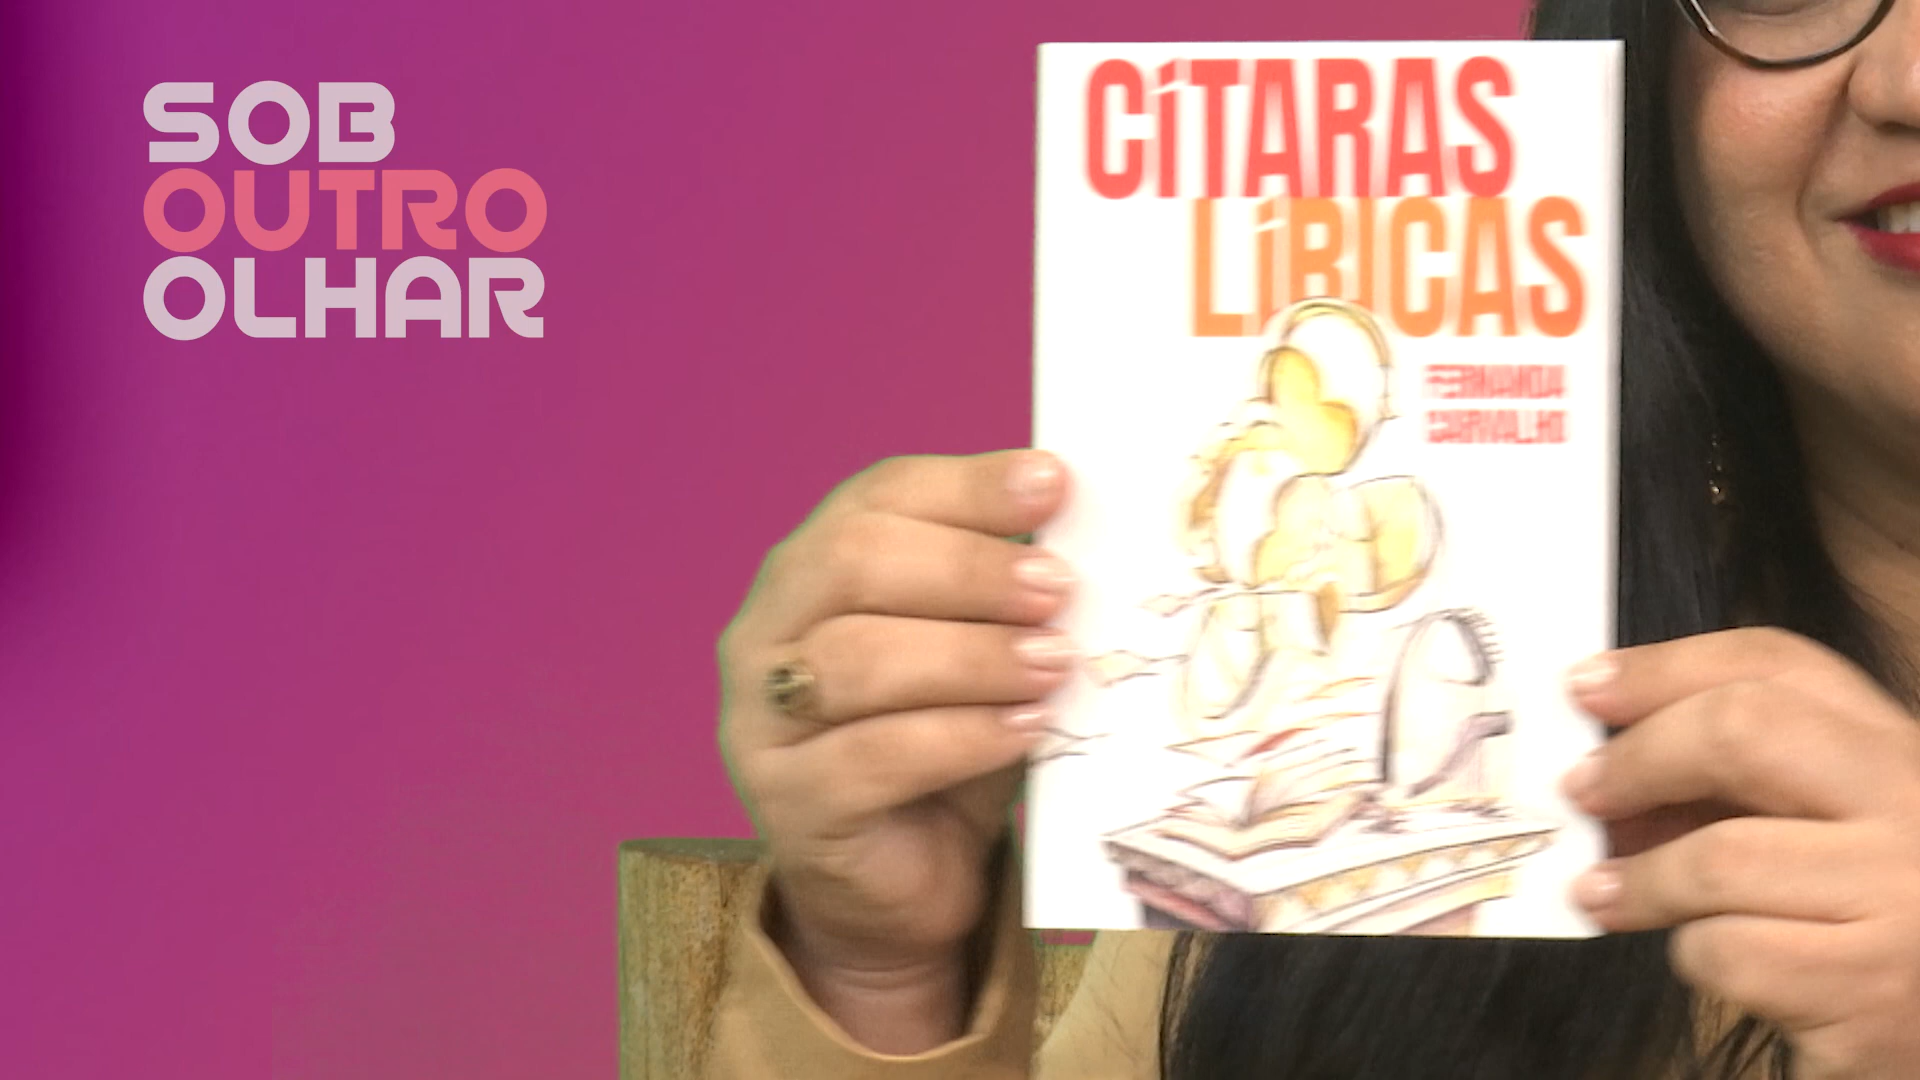 SOB
OUTRO
OLHAR
CÍTARAS
LÍRICAS
FERNANDA
CARVALHO